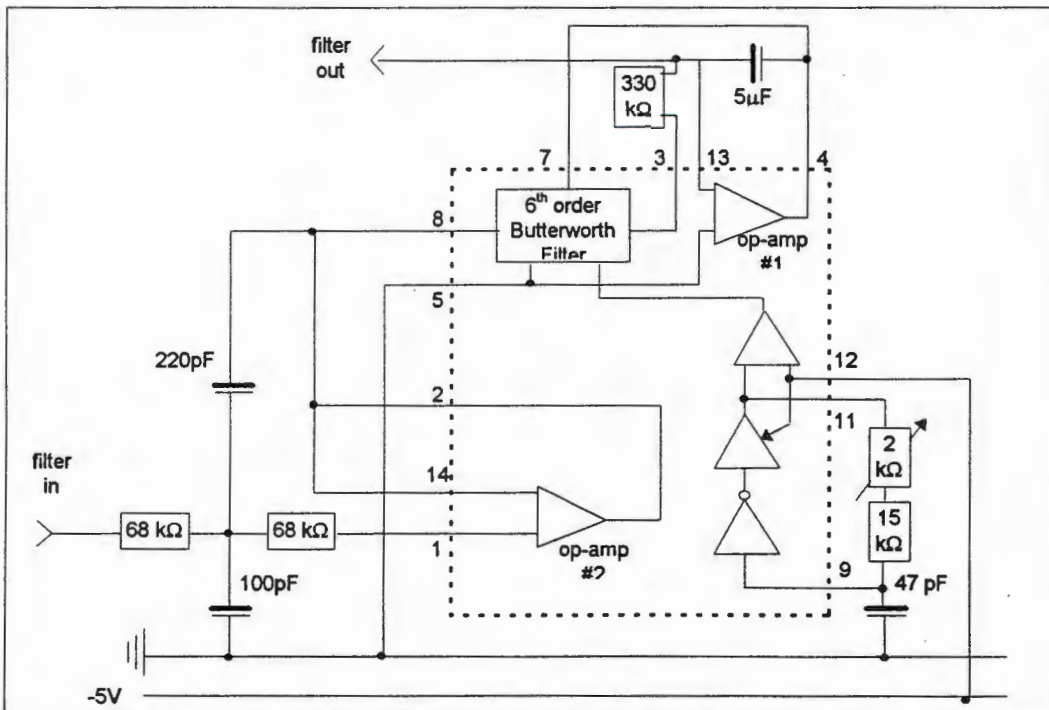 filter
out
330
kΩ
5µF
7
3
13
4
6th order
Butterworth
Filter
8
op-amp
#1
5
220pF
12
2
11
2
kΩ
filter
in
14
15
kΩ
68 kΩ
68 kΩ
1
op-amp
#2
9
47 pF
100pF
-5V